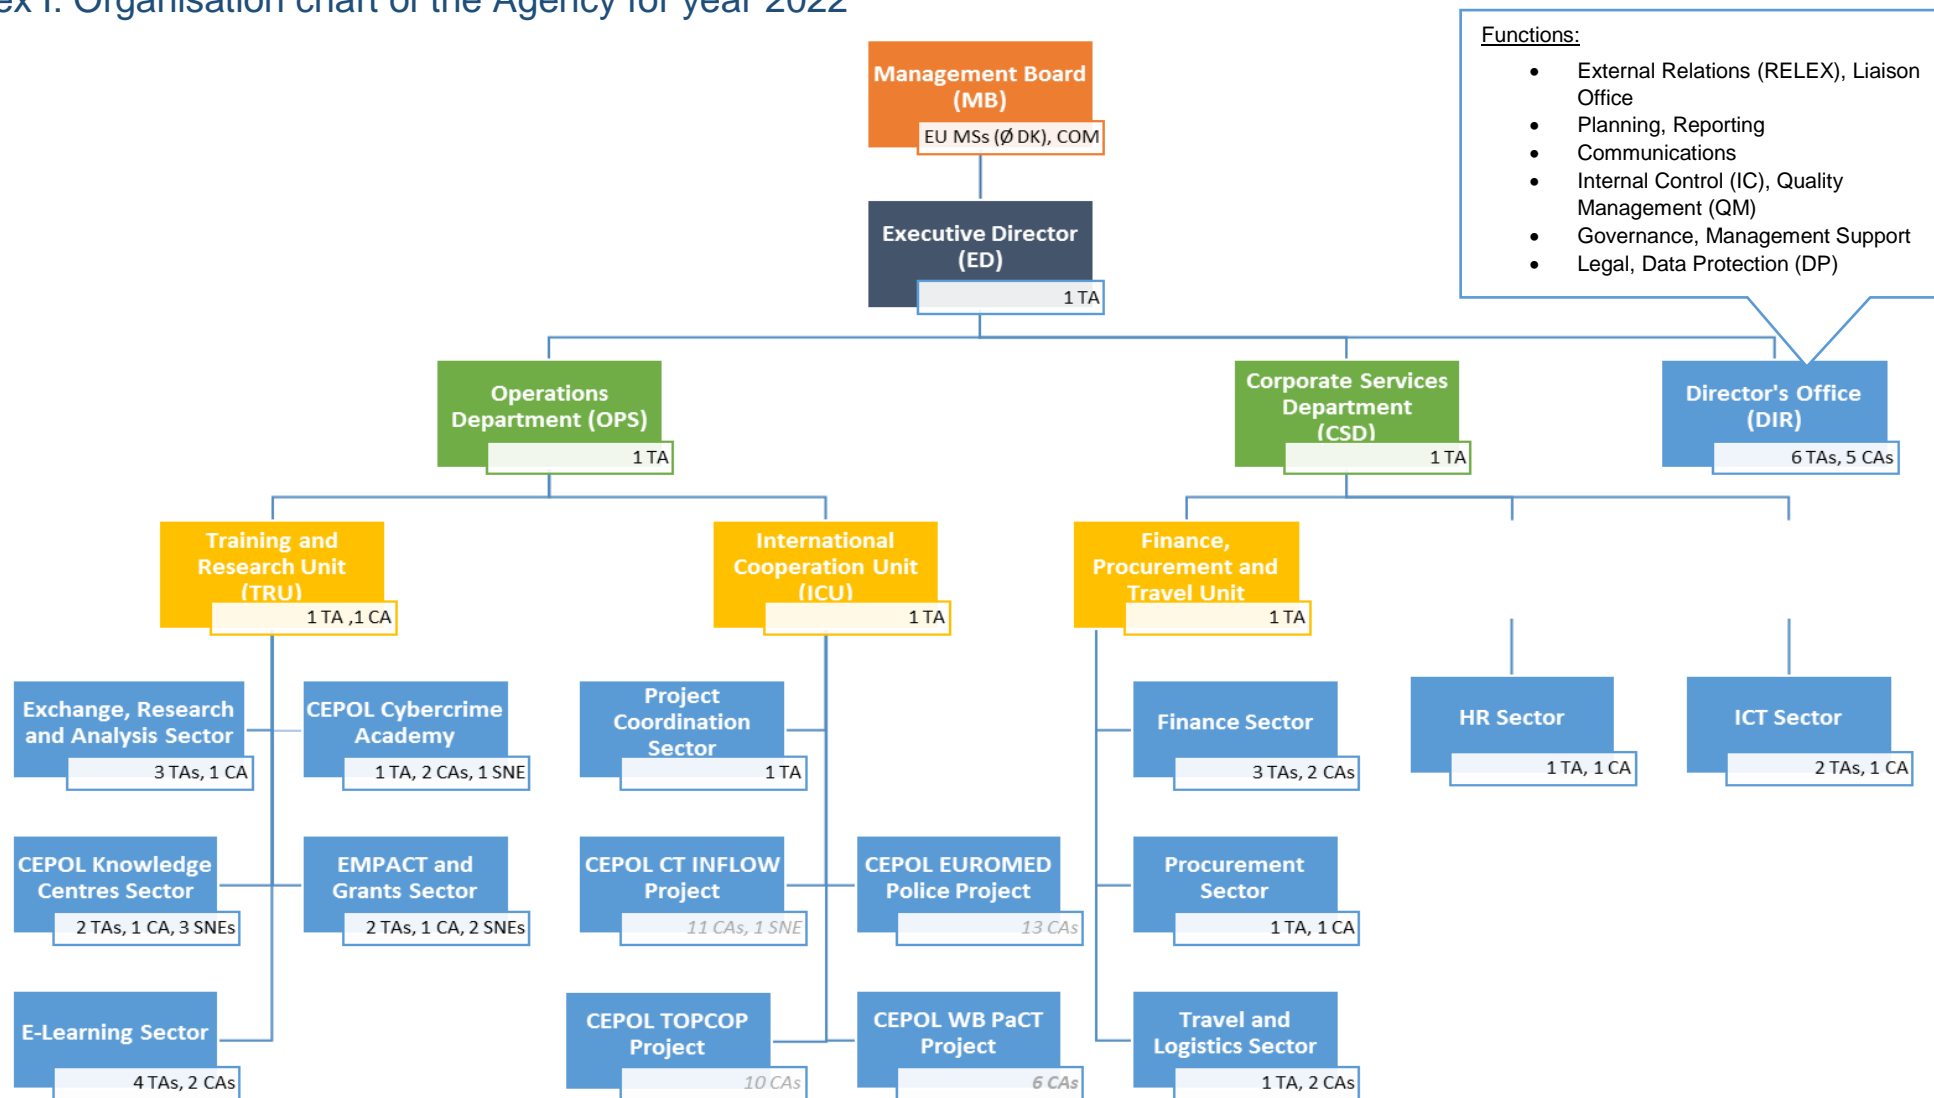 ex I: Organisation chart of the Agency for year 2022
Functions:
• External Relations (RELEX), Liaison
Office
• Planning, Reporting
• Communications
• Internal Control (IC), Quality
Management (QM)
• Governance, Management Support
• Legal, Data Protection (DP)
Management Board
(MB)
EU MSs (Ø DK), COM
Executive Director
(ED)
1 TA
Operations
Department (OPS)
1 TA
Corporate Services
Department
(CSD)
1 TA
Director's Office
(DIR)
6 TAs, 5 CAs
Training and
Research Unit
(TRU)
1 TA ,1 CA
International
Cooperation Unit
(ICU)
1 TA
Finance,
Procurement and
Travel Unit
1 TA
Exchange, Research
and Analysis Sector
3 TAs, 1 CA
CEPOL Cybercrime
Academy
1 TA, 2 CAs, 1 SNE
Project
Coordination
Sector
1 TA
Finance Sector
3 TAs, 2 CAs
HR Sector
1 TA, 1 CA
ICT Sector
2 TAs, 1 CA
CEPOL Knowledge
Centres Sector
2 TAs, 1 CA, 3 SNEs
EMPACT and
Grants Sector
2 TAs, 1 CA, 2 SNEs
CEPOL CT INFLOW
Project
11 CAs, 1 SNE
CEPOL EUROMED
Police Project
13 CAs
Procurement
Sector
1 TA, 1 CA
E-Learning Sector
4 TAs, 2 CAs
CEPOL TOPCOP
Project
10 CAs
CEPOL WB PaCT
Project
6 CAs
Travel and
Logistics Sector
1 TA, 2 CAs